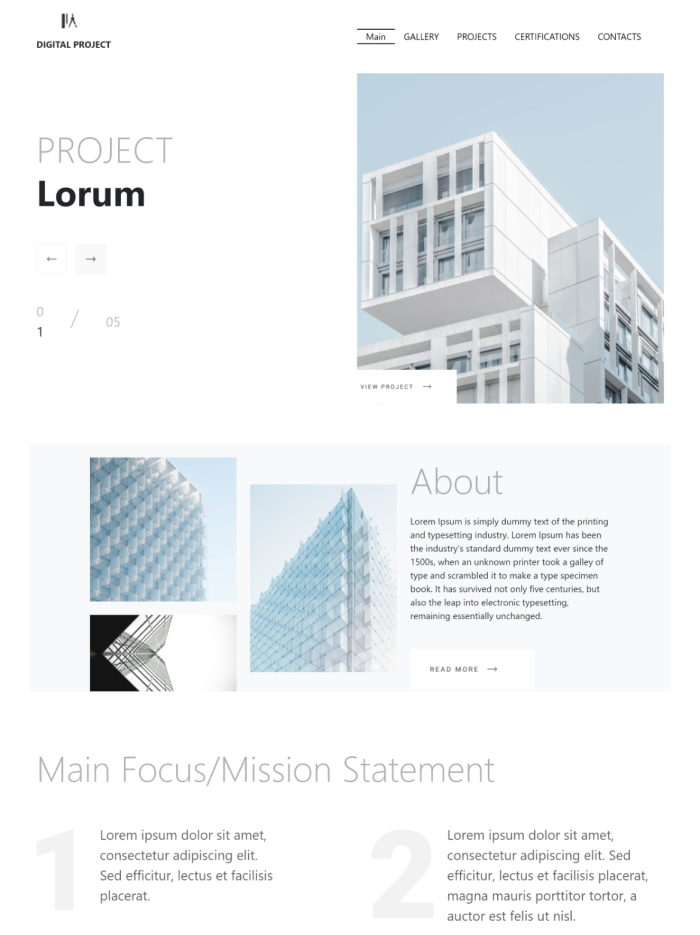 DIGITAL PROJECT
Main GALLERY PROJECTS CERTIFICATIONS CONTACTS
PROJECT
Lorum
← →
0
1 / 05
VIEW PROJECT →
About
Lorem Ipsum is simply dummy text of the printing
and typesetting industry. Lorem Ipsum has been
the industry's standard dummy text ever since the
1500s, when an unknown printer took a galley of
type and scrambled it to make a type specimen
book. It has survived not only five centuries, but
also the leap into electronic typesetting,
remaining essentially unchanged.
READ MORE →
Main Focus/Mission Statement
1
Lorem ipsum dolor sit amet,
consectetur adipiscing elit.
Sed efficitur, lectus et facilisis
placerat.
2
Lorem ipsum dolor sit amet,
consectetur adipiscing elit. Sed
efficitur, lectus et facilisis placerat,
magna mauris porttitor tortor, a
auctor est felis ut nisl.